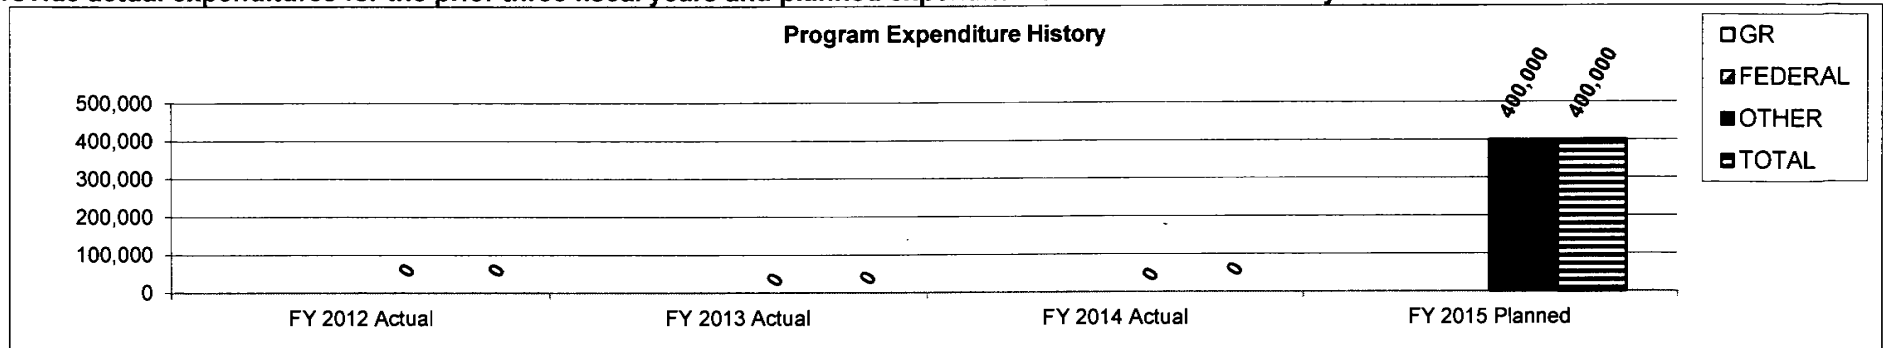 Program Expenditure History
GR
FEDERAL
OTHER
TOTAL
400,000 400,000
500,000
400,000
300,000
200,000
100,000
0
0 0 0 0 0 0
FY 2012 Actual FY 2013 Actual FY 2014 Actual FY 2015 Planned